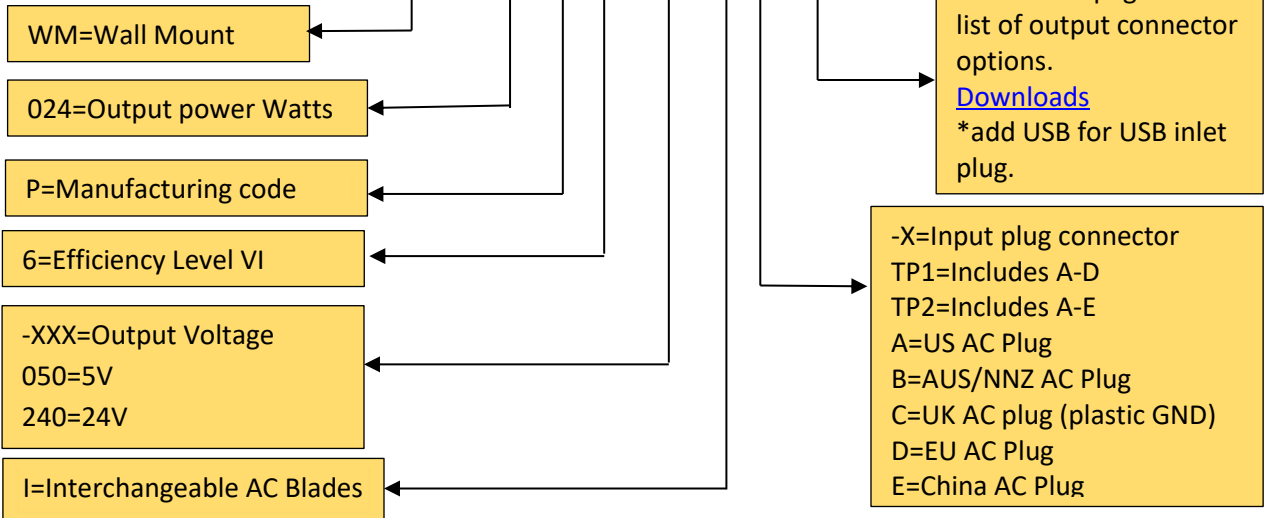 WM=Wall Mount
024=Output power Watts
P=Manufacturing code
6=Efficiency Level VI
-XXX=Output Voltage
050=5V
240=24V
I=Interchangeable AC Blades
list of output connector
options.
Downloads
*add USB for USB inlet
plug.
-X=Input plug connector
TP1=Includes A-D
TP2=Includes A-E
A=US AC Plug
B=AUS/NNZ AC Plug
C=UK AC plug (plastic GND)
D=EU AC Plug
E=China AC Plug